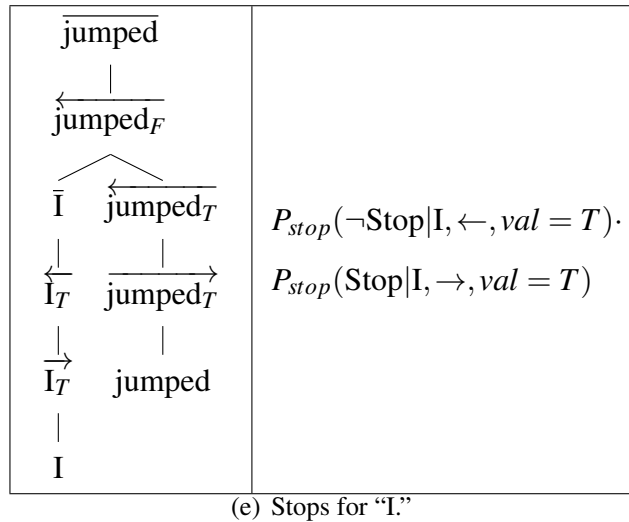 jumped
jumped_F
Ī jumped_T
P_stop(¬Stop|I, ←, val = T)·
I_T jumped_T
P_stop(Stop|I, →, val = T)
I_T jumped
I
(e) Stops for “I.”